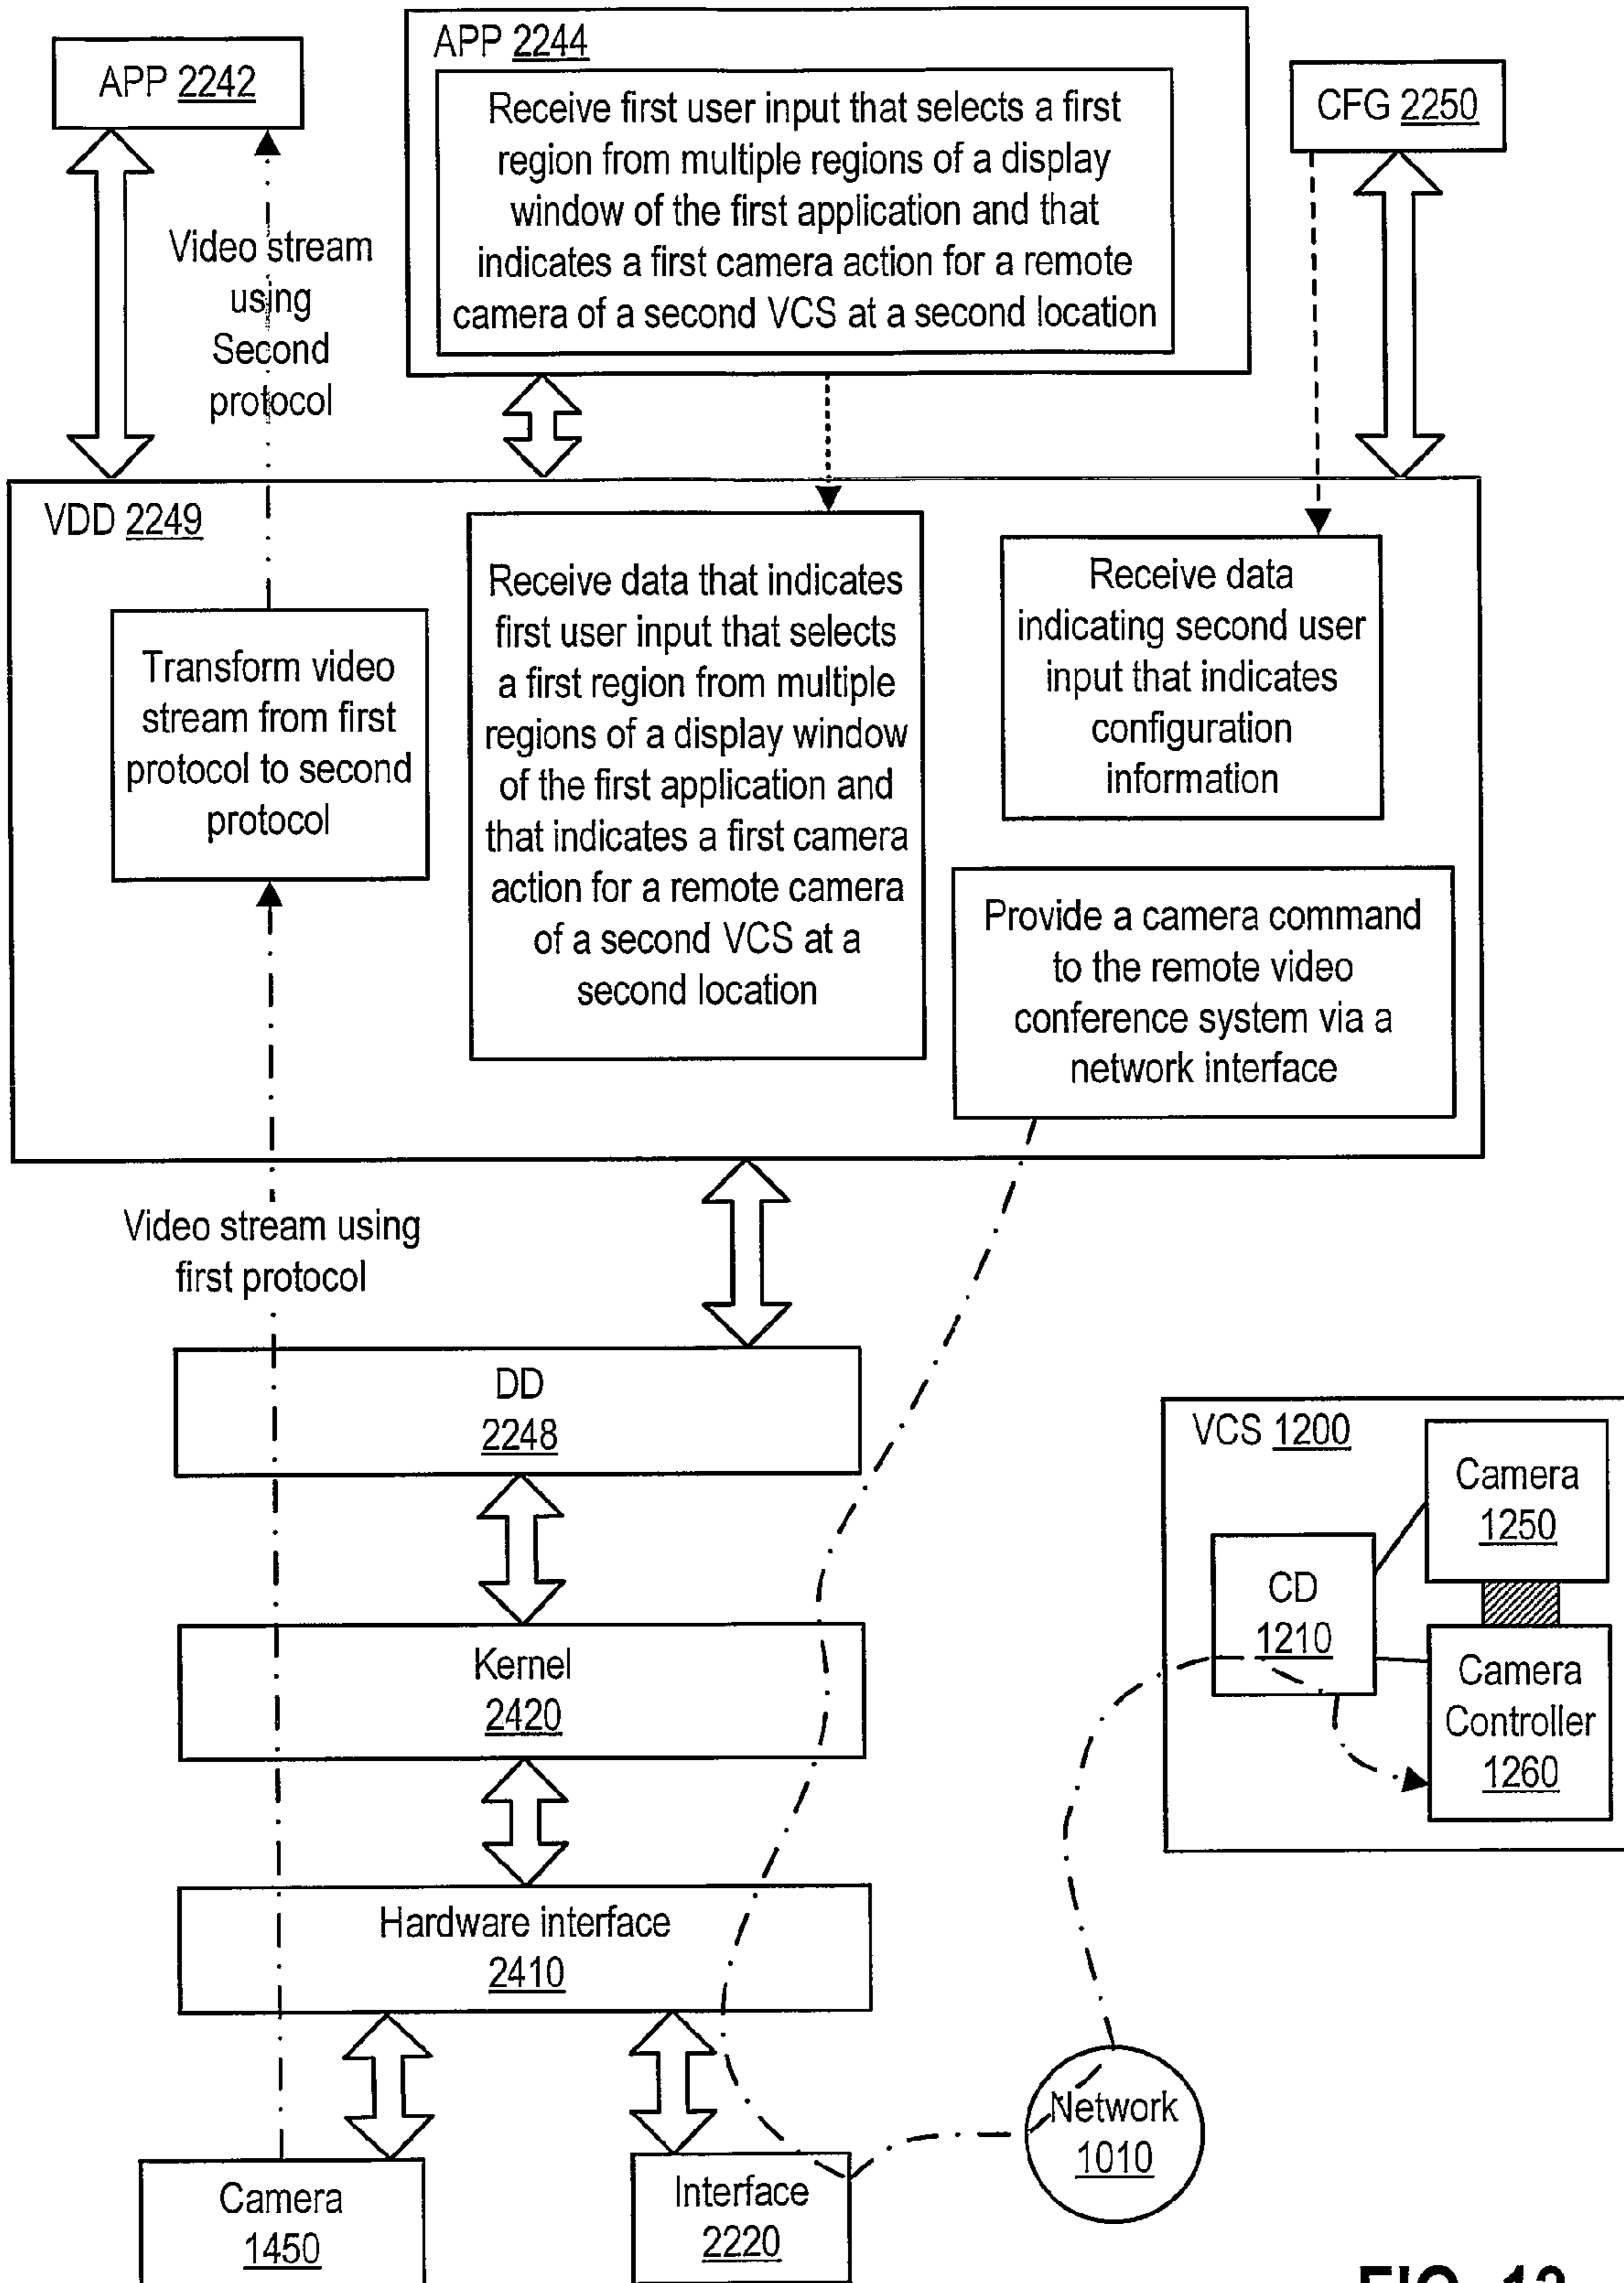 APP 2242
APP 2244
Receive first user input that selects a first
region from multiple regions of a display
window of the first application and that
indicates a first camera action for a remote
camera of a second VCS at a second location
CFG 2250
Video stream
using
Second
protocol
VDD 2249
Transform video
stream from first
protocol to second
protocol
Receive data that indicates
first user input that selects
a first region from multiple
regions of a display window
of the first application and
that indicates a first camera
action for a remote camera
of a second VCS at a
second location
Receive data
indicating second user
input that indicates
configuration
information
Provide a camera command
to the remote video
conference system via a
network interface
Video stream using
first protocol
DD
2248
Kernel
2420
Hardware interface
2410
Camera
1450
Interface
2220
Network
1010
VCS 1200
CD
1210
Camera
1250
Camera
Controller
1260